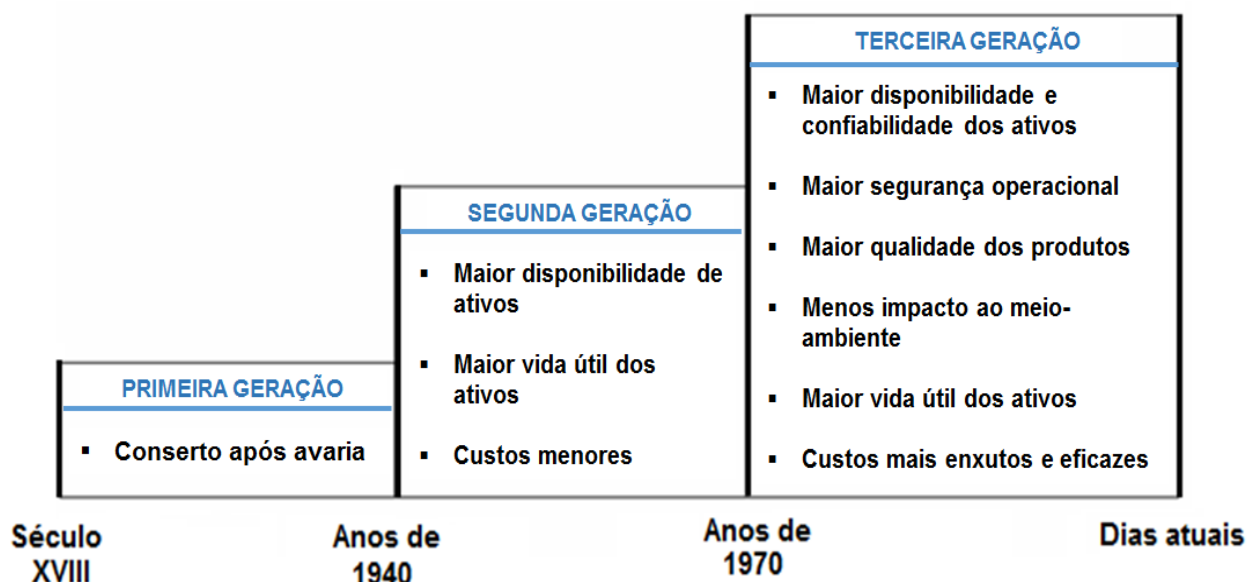 PRIMEIRA GERAÇÃO
▪ Conserto após avaria
SEGUNDA GERAÇÃO
▪ Maior disponibilidade de
ativos
▪ Maior vida útil dos
ativos
▪ Custos menores
TERCEIRA GERAÇÃO
▪ Maior disponibilidade e
confiabilidade dos ativos
▪ Maior segurança operacional
▪ Maior qualidade dos produtos
▪ Menos impacto ao meio-
ambiente
▪ Maior vida útil dos ativos
▪ Custos mais enxutos e eficazes
Século
XVIII
Anos de
1940
Anos de
1970
Dias atuais